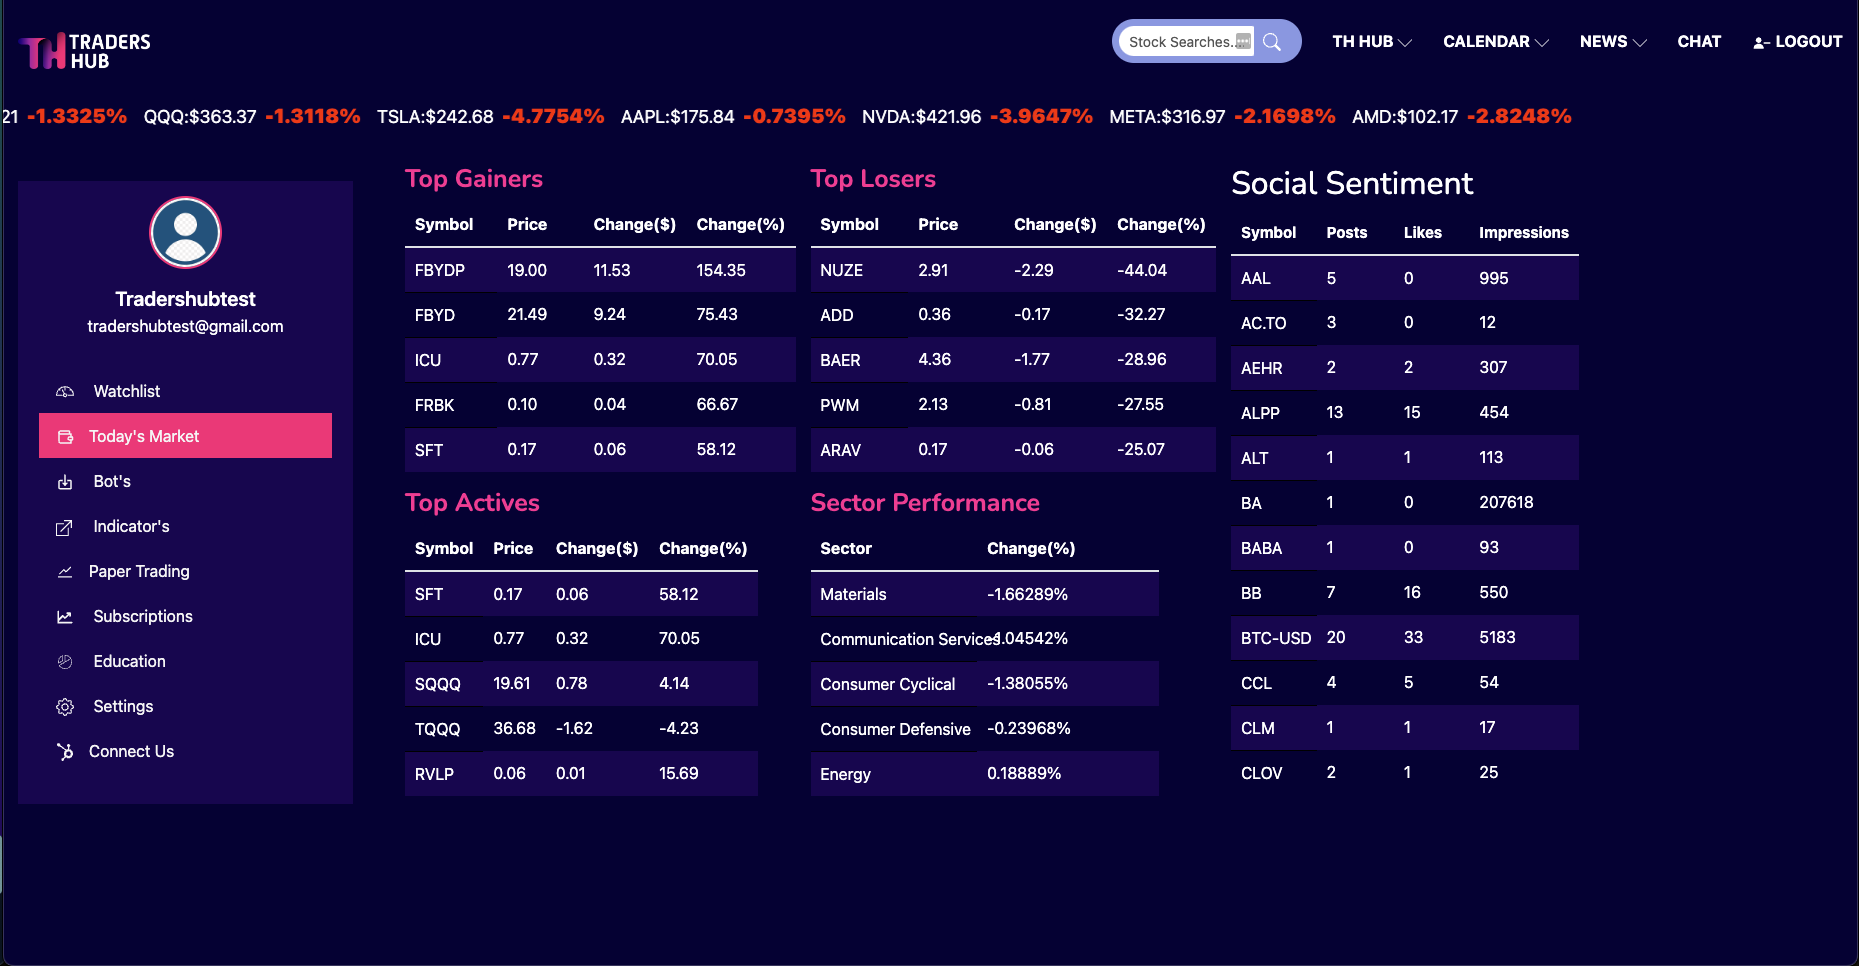 TRADERS
HUB
Stock Searches...
TH HUB
CALENDAR
NEWS
CHAT
LOGOUT
21 -1.3325% QQQ:$363.37 -1.3118% TSLA:$242.68 -4.7754% AAPL:$175.84 -0.7395% NVDA:$421.96 -3.9647% META:$316.97 -2.1698% AMD:$102.17 -2.8248%
Tradershubtest
tradershubtest@gmail.com
Watchlist
Today's Market
Bot's
Indicator's
Paper Trading
Subscriptions
Education
Settings
Connect Us
Top Gainers
Symbol Price Change($) Change(%)
FBYDP 19.00 11.53 154.35
FBYD 21.49 9.24 75.43
ICU 0.77 0.32 70.05
FRBK 0.10 0.04 66.67
SFT 0.17 0.06 58.12
Top Losers
Symbol Price Change($) Change(%)
NUZE 2.91 -2.29 -44.04
ADD 0.36 -0.17 -32.27
BAER 4.36 -1.77 -28.96
PWM 2.13 -0.81 -27.55
ARAV 0.17 -0.06 -25.07
Top Actives
Symbol Price Change($) Change(%)
SFT 0.17 0.06 58.12
ICU 0.77 0.32 70.05
SQQQ 19.61 0.78 4.14
TQQQ 36.68 -1.62 -4.23
RVLP 0.06 0.01 15.69
Sector Performance
Sector Change(%)
Materials -1.66289%
Communication Services -1.04542%
Consumer Cyclical -1.38055%
Consumer Defensive -0.23968%
Energy 0.18889%
Social Sentiment
Symbol Posts Likes Impressions
AAL 5 0 995
AC.TO 3 0 12
AEHR 2 2 307
ALPP 13 15 454
ALT 1 1 113
BA 1 0 207618
BABA 1 0 93
BB 7 16 550
BTC-USD 20 33 5183
CCL 4 5 54
CLM 1 1 17
CLOV 2 1 25